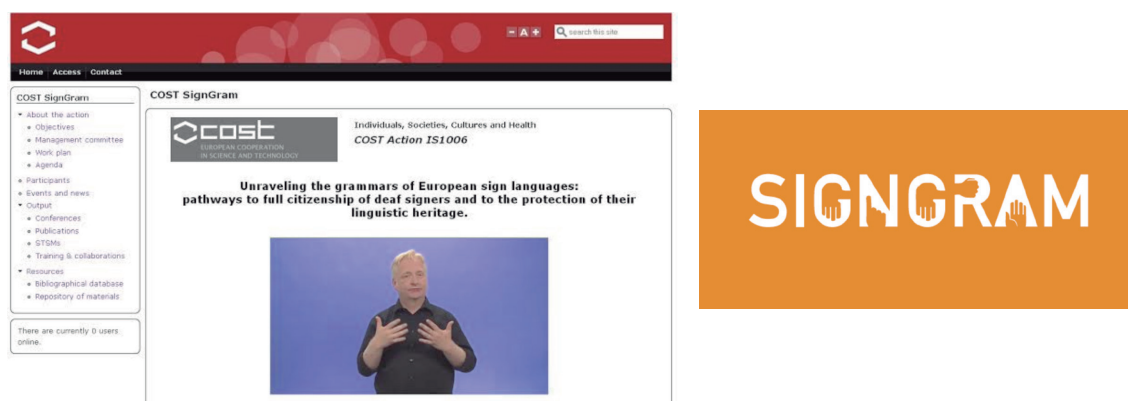 - A +
search this site
Home Access Contact
COST SignGram
About the action
Objectives
Management committee
Work plan
Agenda
Participants
Events and news
Output
Conferences
Publications
STSMs
Training & collaborations
Resources
Bibliographical database
Repository of materials
There are currently 0 users
online.
COST SignGram
cost
EUROPEAN COOPERATION
IN SCIENCE AND TECHNOLOGY
Individuals, Societies, Cultures and Health
COST Action IS1006
Unraveling the grammars of European sign languages:
pathways to full citizenship of deaf signers and to the protection of their
linguistic heritage.
SIGNGRAM